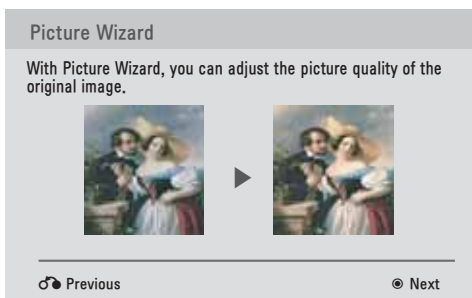 Picture Wizard
With Picture Wizard, you can adjust the picture quality of the
original image.
Previous
Next